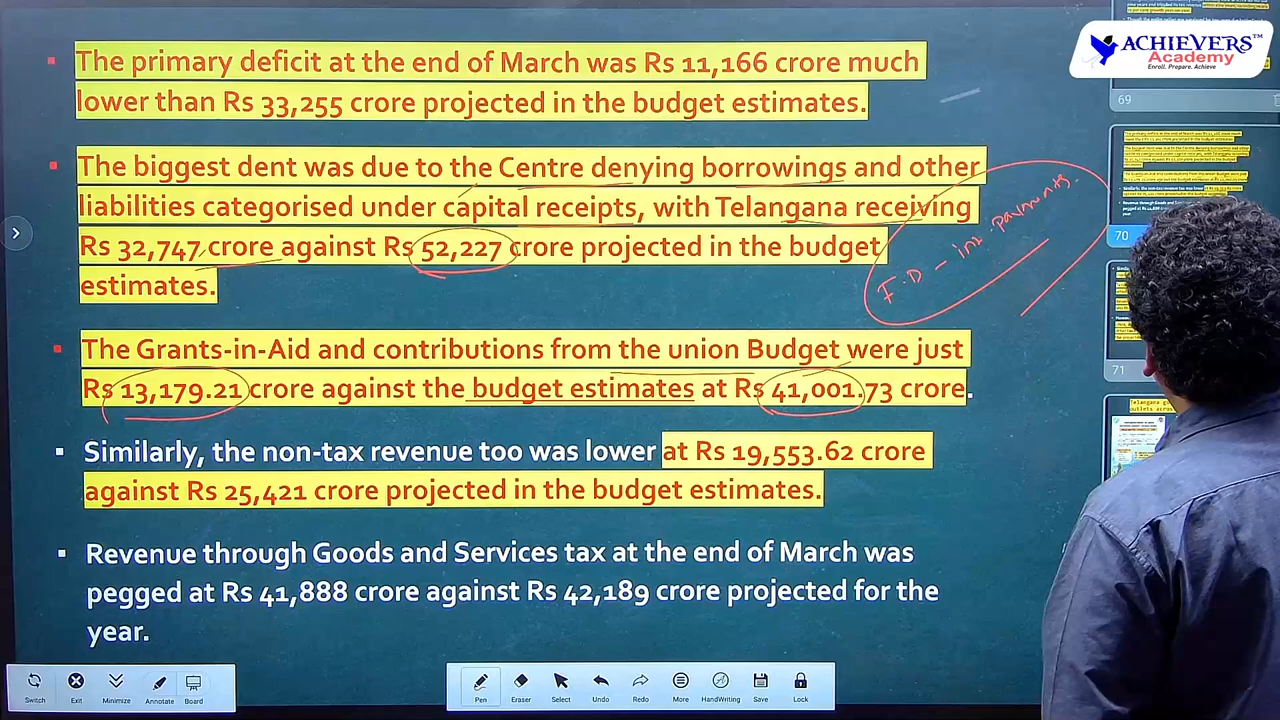 ACHIEVERS™
Academy
Enroll. Prepare. Achieve
The primary deficit at the end of March was Rs 11,166 crore much
lower than Rs 33,255 crore projected in the budget estimates.
The biggest dent was due to the Centre denying borrowings and other
liabilities categorised under capital receipts, with Telangana receiving
Rs 32,747 crore against Rs 52,227 crore projected in the budget
estimates.
F.D – int payments.
The Grants-in-Aid and contributions from the union Budget were just
Rs 13,179.21 crore against the budget estimates at Rs 41,001.73 crore.
Similarly, the non-tax revenue too was lower at Rs 19,553.62 crore
against Rs 25,421 crore projected in the budget estimates.
Revenue through Goods and Services tax at the end of March was
pegged at Rs 41,888 crore against Rs 42,189 crore projected for the
year.
69
70
71
Switch Exit Minimize Annotate Board
Pen Eraser Select Undo Redo More HandWriting Save Lock